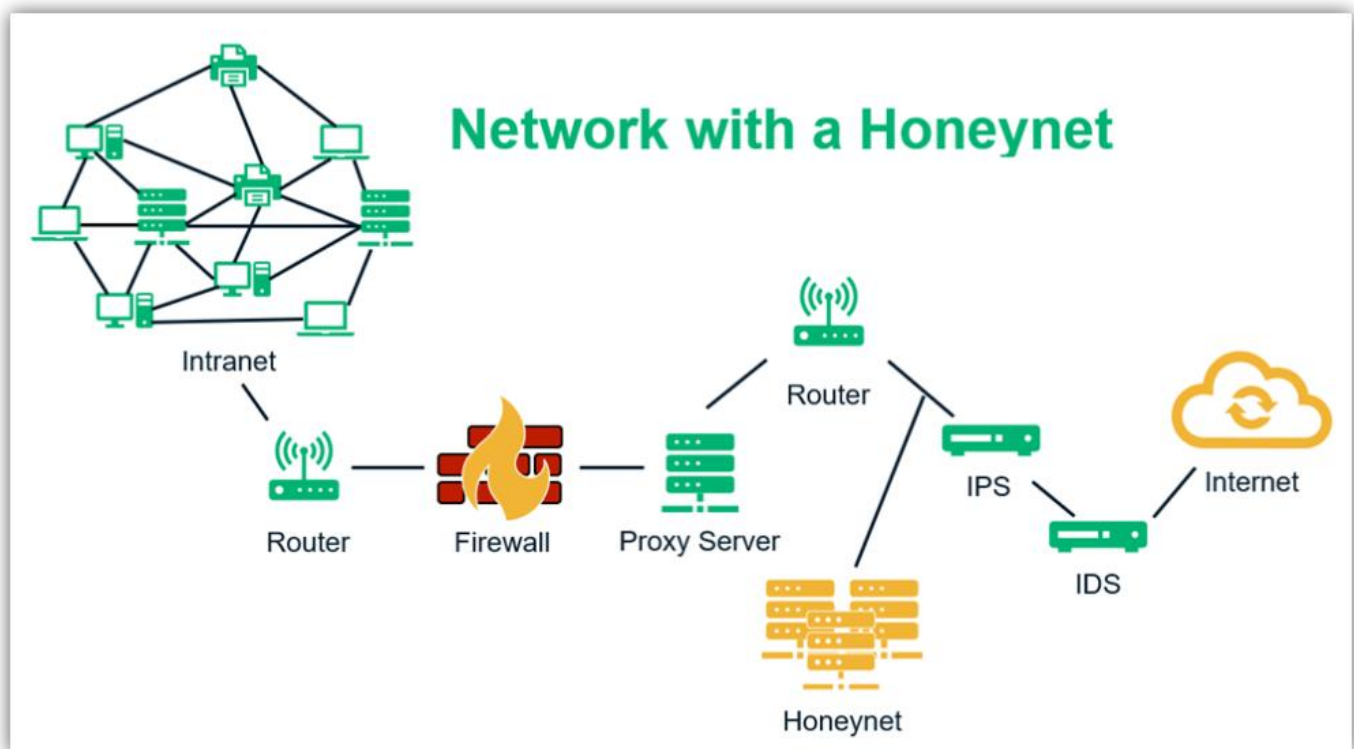 Network with a Honeynet
Intranet
Router
Router
Firewall
Proxy Server
IPS
Internet
IDS
Honeynet